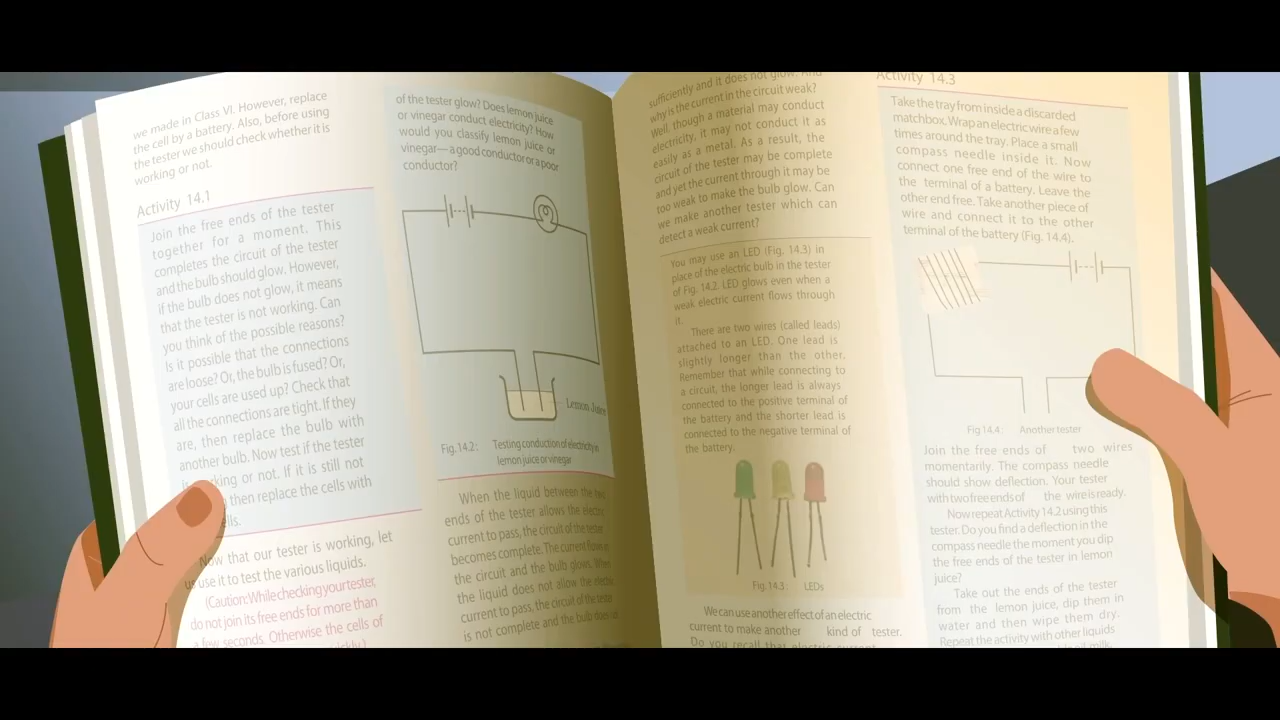 we made in Class VI. However, replace
the cell by a battery. Also, before using
the tester we should check whether it is
working or not.
Activity 14.1
Join the free ends of the tester
together for a moment. This
completes the circuit of the tester
and the bulb should glow. However,
if the bulb does not glow, it means
that the tester is not working. Can
you think of the possible reasons?
Is it possible that the connections
are loose? Or, the bulb is fused? Or,
your cells are used up? Check that
all the connections are tight. If they
are, then replace the bulb with
another bulb. Now test if the tester
is working or not. If it is still not
then replace the cells with
Now that our tester is working, let
us use it to test the various liquids.
(Caution: While checking your tester,
do not join its free ends for more than
a few seconds. Otherwise the cells of
of the tester glow? Does lemon juice
or vinegar conduct electricity? How
would you classify lemon juice or
vinegar—a good conductor or a poor
conductor?
Lemon Juice
Fig. 14.2: Testing conduction of electricity in
lemon juice or vinegar
When the liquid between the two
ends of the tester allows the electric
current to pass, the circuit of the tester
becomes complete. The current flows in
the circuit and the bulb glows. When
the liquid does not allow the electric
current to pass, the circuit of the tester
is not complete and the bulb does
sufficiently and it does not glow. And
why is the current in the circuit weak?
Well, though a material may conduct
electricity, it may not conduct it as
easily as a metal. As a result, the
circuit of the tester may be complete
and yet the current through it may be
too weak to make the bulb glow. Can
we make another tester which can
detect a weak current?
You may use an LED (Fig. 14.3) in
place of the electric bulb in the tester
of Fig. 14.2. LED glows even when a
weak electric current flows through
it.
There are two wires (called leads)
attached to an LED. One lead is
slightly longer than the other.
Remember that while connecting to
a circuit, the longer lead is always
connected to the positive terminal of
the battery and the shorter lead is
connected to the negative terminal of
the battery.
Fig. 14.3: LEDs
We can use another effect of an electric
current to make another kind of tester.
Do you recall that electric current
Activity 14.3
Take the tray from inside a discarded
matchbox. Wrap an electric wire a few
times around the tray. Place a small
compass needle inside it. Now
connect one free end of the wire to
the terminal of a battery. Leave the
other end free. Take another piece of
wire and connect it to the other
terminal of the battery (Fig. 14.4).
Fig 14.4: Another tester
Join the free ends of two wires
momentarily. The compass needle
should show deflection. Your tester
with two free ends of the wire is ready.
Now repeat Activity 14.2 using this
tester. Do you find a deflection in the
compass needle the moment you dip
the free ends of the tester in lemon
juice?
Take out the ends of the tester
from the lemon juice, dip them in
water and then wipe them dry.
Repeat the activity with other liquids